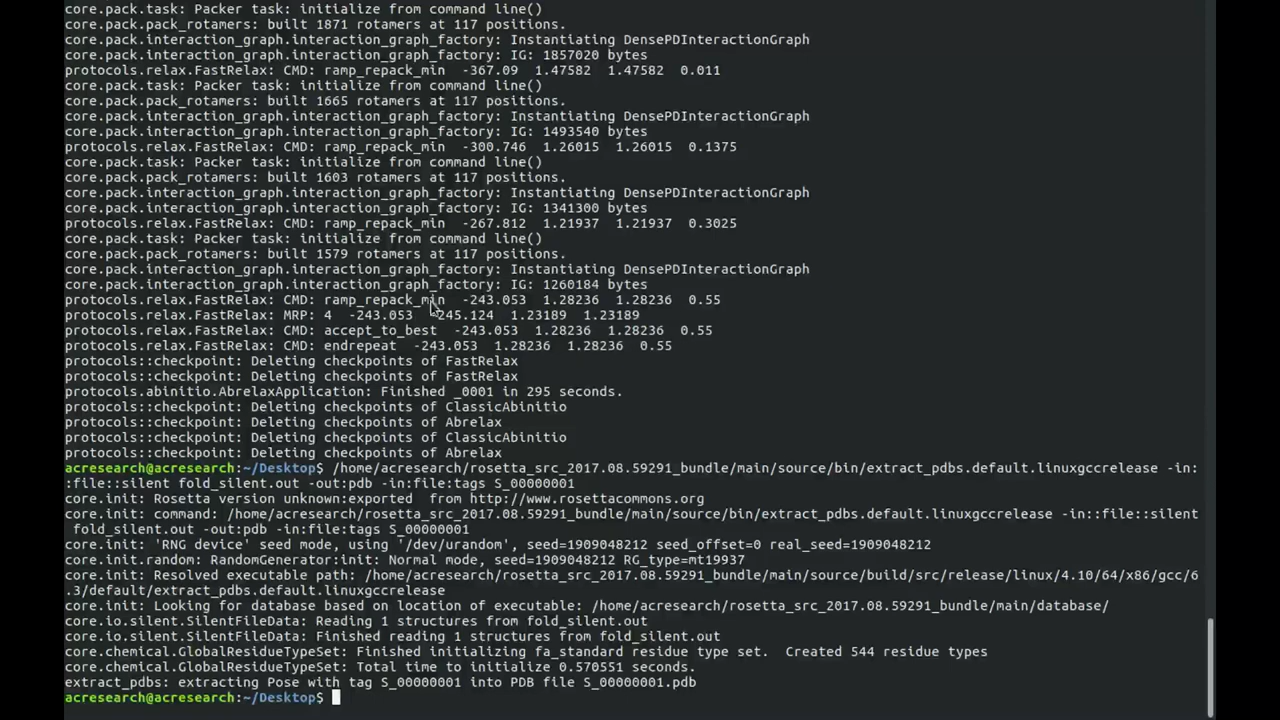 core.pack.task: Packer task: initialize from command line()
core.pack.pack_rotamers: built 1871 rotamers at 117 positions.
core.pack.interaction_graph.interaction_graph_factory: Instantiating DensePDInteractionGraph
core.pack.interaction_graph.interaction_graph_factory: IG: 1857020 bytes
protocols.relax.FastRelax: CMD: ramp_repack_min  -367.09  1.47582  1.47582  0.011
core.pack.task: Packer task: initialize from command line()
core.pack.pack_rotamers: built 1665 rotamers at 117 positions.
core.pack.interaction_graph.interaction_graph_factory: Instantiating DensePDInteractionGraph
core.pack.interaction_graph.interaction_graph_factory: IG: 1493540 bytes
protocols.relax.FastRelax: CMD: ramp_repack_min  -300.746  1.26015  1.26015  0.1375
core.pack.task: Packer task: initialize from command line()
core.pack.pack_rotamers: built 1603 rotamers at 117 positions.
core.pack.interaction_graph.interaction_graph_factory: Instantiating DensePDInteractionGraph
core.pack.interaction_graph.interaction_graph_factory: IG: 1341300 bytes
protocols.relax.FastRelax: CMD: ramp_repack_min  -267.812  1.21937  1.21937  0.3025
core.pack.task: Packer task: initialize from command line()
core.pack.pack_rotamers: built 1579 rotamers at 117 positions.
core.pack.interaction_graph.interaction_graph_factory: Instantiating DensePDInteractionGraph
core.pack.interaction_graph.interaction_graph_factory: IG: 1260184 bytes
protocols.relax.FastRelax: CMD: ramp_repack_min  -243.053  1.28236  1.28236  0.55
protocols.relax.FastRelax: MRP: 4  -243.053  -245.124  1.23189  1.23189
protocols.relax.FastRelax: CMD: accept_to_best  -243.053  1.28236  1.28236  0.55
protocols.relax.FastRelax: CMD: endrepeat  -243.053  1.28236  1.28236  0.55
protocols::checkpoint: Deleting checkpoints of FastRelax
protocols::checkpoint: Deleting checkpoints of FastRelax
protocols.abinitio.AbrelaxApplication: Finished _0001 in 295 seconds.
protocols::checkpoint: Deleting checkpoints of ClassicAbinitio
protocols::checkpoint: Deleting checkpoints of Abrelax
protocols::checkpoint: Deleting checkpoints of ClassicAbinitio
protocols::checkpoint: Deleting checkpoints of Abrelax
acresearch@acresearch:~/Desktop$ /home/acresearch/rosetta_src_2017.08.59291_bundle/main/source/bin/extract_pdbs.default.linuxgccrelease -in:
:file::silent fold_silent.out -out:pdb -in:file:tags S_00000001
core.init: Rosetta version unknown:exported  from http://www.rosettacommons.org
core.init: command: /home/acresearch/rosetta_src_2017.08.59291_bundle/main/source/bin/extract_pdbs.default.linuxgccrelease -in::file::silent
 fold_silent.out -out:pdb -in:file:tags S_00000001
core.init: 'RNG device' seed mode, using '/dev/urandom', seed=1909048212 seed_offset=0 real_seed=1909048212
core.init.random: RandomGenerator:init: Normal mode, seed=1909048212 RG_type=mt19937
core.init: Resolved executable path: /home/acresearch/rosetta_src_2017.08.59291_bundle/main/source/build/src/release/linux/4.10/64/x86/gcc/6
.3/default/extract_pdbs.default.linuxgccrelease
core.init: Looking for database based on location of executable: /home/acresearch/rosetta_src_2017.08.59291_bundle/main/database/
core.io.silent.SilentFileData: Reading 1 structures from fold_silent.out
core.io.silent.SilentFileData: Finished reading 1 structures from fold_silent.out
core.chemical.GlobalResidueTypeSet: Finished initializing fa_standard residue type set.  Created 544 residue types
core.chemical.GlobalResidueTypeSet: Total time to initialize 0.570551 seconds.
extract_pdbs: extracting Pose with tag S_00000001 into PDB file S_00000001.pdb
acresearch@acresearch:~/Desktop$